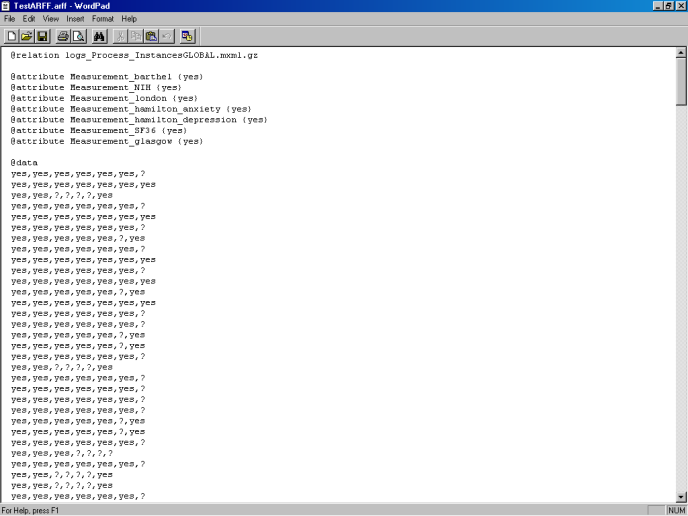 TestARFF.arff - WordPad
File Edit View Insert Format Help
@relation logs_Process_InstancesGLOBAL.mxml.gz
@attribute Measurement_barthel {yes}
@attribute Measurement_NIH {yes}
@attribute Measurement_london {yes}
@attribute Measurement_hamilton_anxiety {yes}
@attribute Measurement_hamilton_depression {yes}
@attribute Measurement_SF36 {yes}
@attribute Measurement_glasgow {yes}
@data
yes,yes,yes,yes,yes,yes,?
yes,yes,yes,yes,yes,yes,yes
yes,yes,?,?,?,?,yes
yes,yes,yes,yes,yes,yes,?
yes,yes,yes,yes,yes,yes,yes
yes,yes,yes,yes,yes,yes,?
yes,yes,yes,yes,yes,?,yes
yes,yes,yes,yes,yes,yes,?
yes,yes,yes,yes,yes,yes,yes
yes,yes,yes,yes,yes,yes,?
yes,yes,yes,yes,yes,yes,yes
yes,yes,yes,yes,yes,?,yes
yes,yes,yes,yes,yes,yes,yes
yes,yes,yes,yes,yes,yes,?
yes,yes,yes,yes,yes,yes,?
yes,yes,yes,yes,yes,?,yes
yes,yes,yes,yes,yes,?,yes
yes,yes,yes,yes,yes,yes,?
yes,yes,?,?,?,?,yes
yes,yes,yes,yes,yes,yes,?
yes,yes,yes,yes,yes,yes,?
yes,yes,yes,yes,yes,yes,?
yes,yes,yes,yes,yes,yes,?
yes,yes,yes,yes,yes,?,yes
yes,yes,yes,yes,yes,?,yes
yes,yes,yes,yes,yes,yes,?
yes,yes,yes,?,?,?,?
yes,yes,yes,yes,yes,yes,?
yes,yes,?,?,?,?,yes
yes,yes,?,?,?,?,yes
yes,yes,yes,yes,yes,yes,?
For Help, press F1 NUM